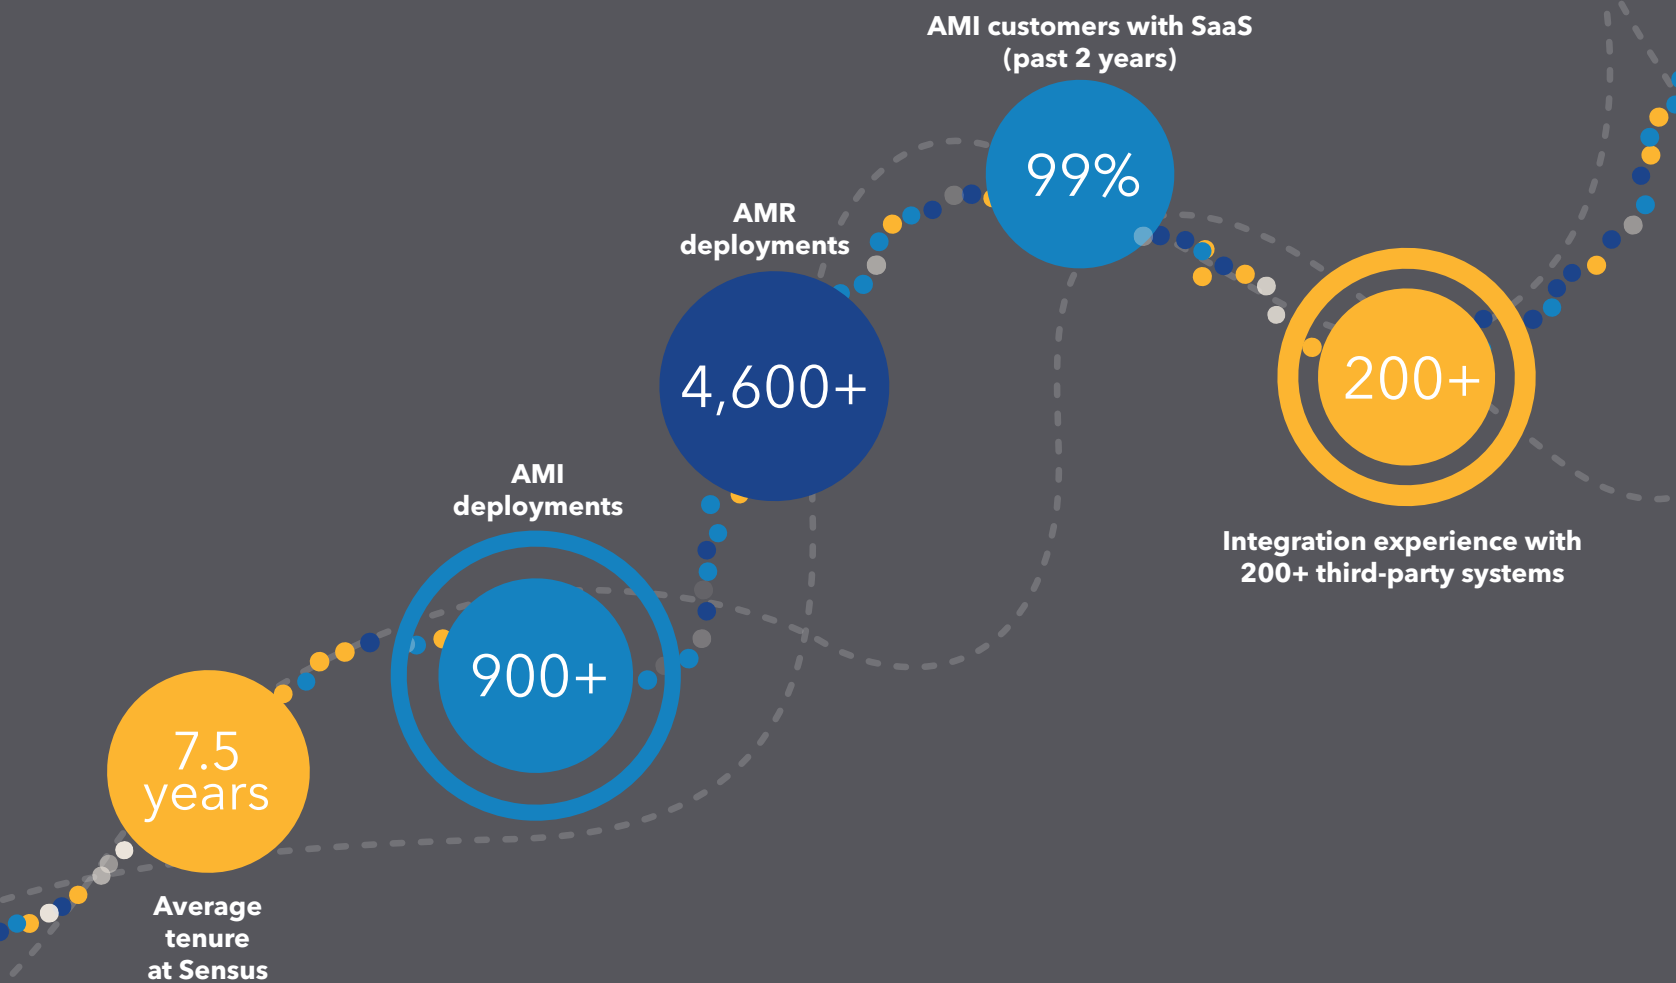 AMI customers with SaaS
(past 2 years)
99%
AMR
deployments
4,600+
200+
Integration experience with
200+ third-party systems
AMI
deployments
900+
7.5
years
Average
tenure
at Sensus